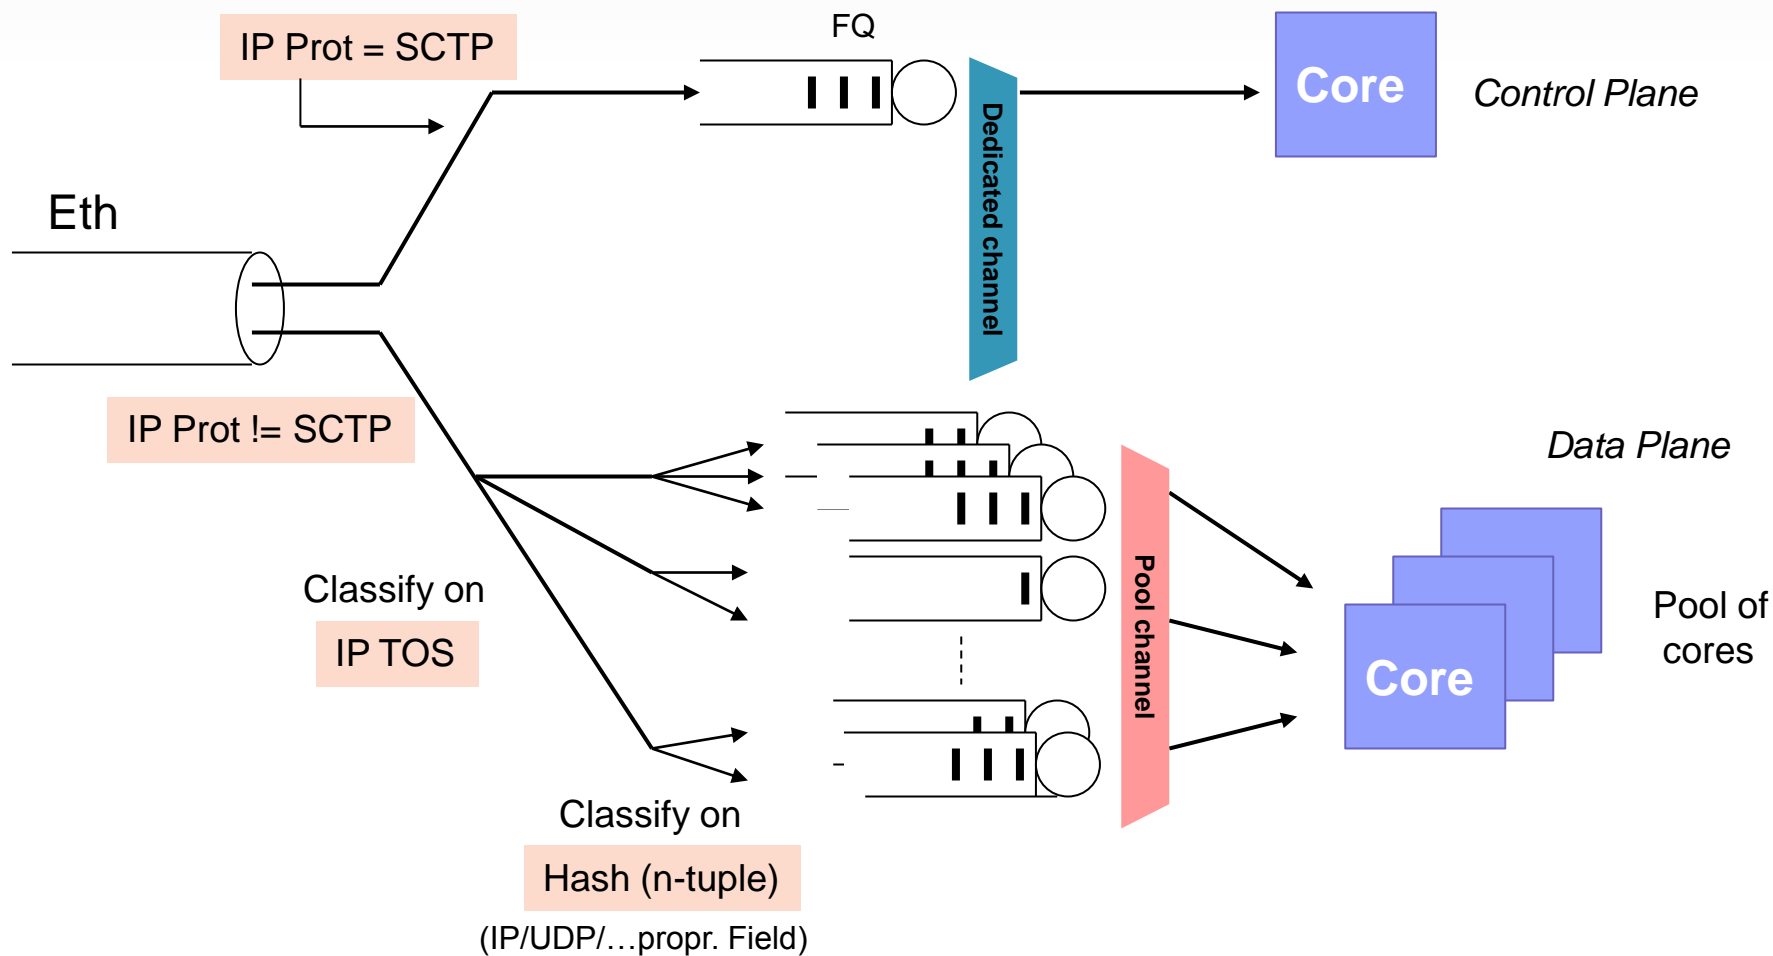 FQ
IP Prot = SCTP
Core
Control Plane
Dedicated channel
Eth
IP Prot != SCTP
Data Plane
Pool channel
Classify on
IP TOS
Pool of
cores
Core
Classify on
Hash (n-tuple)
(IP/UDP/…propr. Field)